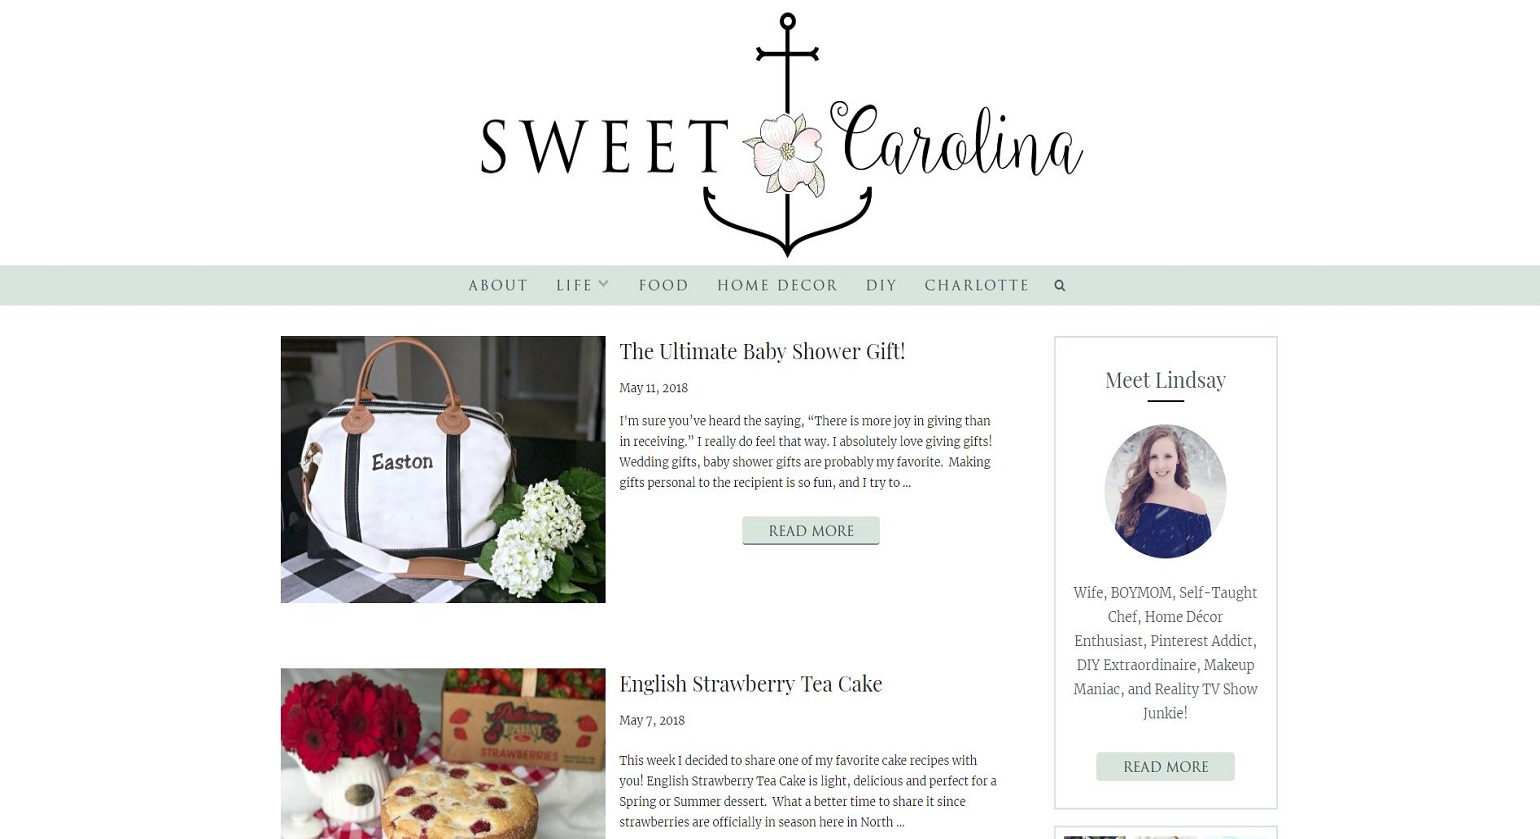 SWEET Carolina
ABOUT LIFE FOOD HOME DECOR DIY CHARLOTTE
Easton
The Ultimate Baby Shower Gift!
May 11, 2018
I'm sure you’ve heard the saying, “There is more joy in giving than
in receiving.” I really do feel that way. I absolutely love giving gifts!
Wedding gifts, baby shower gifts are probably my favorite.  Making
gifts personal to the recipient is so fun, and I try to ...
READ MORE
STRAWBERRIES
English Strawberry Tea Cake
May 7, 2018
This week I decided to share one of my favorite cake recipes with
you! English Strawberry Tea Cake is light, delicious and perfect for a
Spring or Summer dessert.  What a better time to share it since
strawberries are officially in season here in North ...
Meet Lindsay
Wife, BOYMOM, Self-Taught
Chef, Home Décor
Enthusiast, Pinterest Addict,
DIY Extraordinaire, Makeup
Maniac, and Reality TV Show
Junkie!
READ MORE